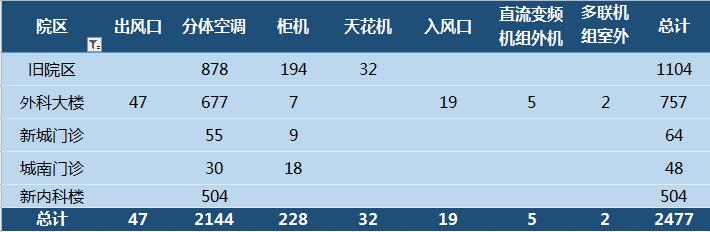 院区 出风口 分体空调 柜机 天花机 入风口 直流变频机组外机 多联机组室外 总计
旧院区 878 194 32 1104
外科大楼 47 677 7 19 5 2 757
新城门诊 55 9 64
城南门诊 30 18 48
新内科楼 504 504
总计 47 2144 228 32 19 5 2 2477